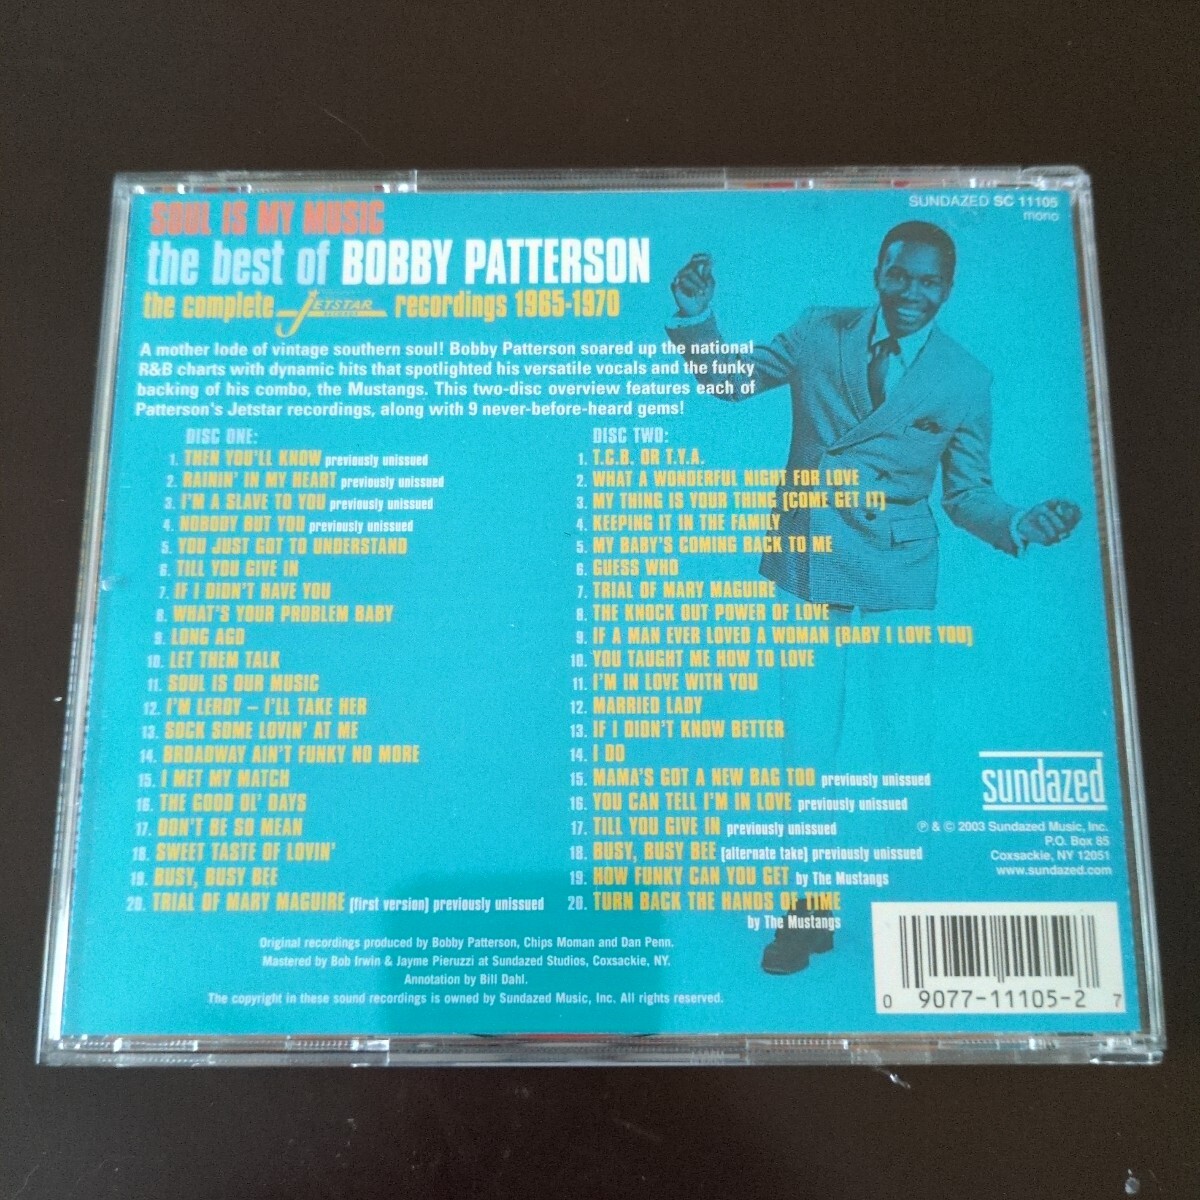 SOUL IS MY MUSIC
the best of BOBBY PATTERSON
the complete JETSTAR recordings 1965-1970
SUNDAZED SC 11105
mono
A mother lode of vintage southern soul! Bobby Patterson soared up the national
R&B charts with dynamic hits that spotlighted his versatile vocals and the funky
backing of his combo, the Mustangs. This two-disc overview features each of
Patterson's Jetstar recordings, along with 9 never-before-heard gems!
DISC ONE:
1. THEN YOU'LL KNOW previously unissued
2. RAININ' IN MY HEART previously unissued
3. I'M A SLAVE TO YOU previously unissued
4. NOBODY BUT YOU previously unissued
5. YOU JUST GOT TO UNDERSTAND
6. TILL YOU GIVE IN
7. IF I DIDN'T HAVE YOU
8. WHAT'S YOUR PROBLEM BABY
9. LONG AGO
10. LET THEM TALK
11. SOUL IS OUR MUSIC
12. I'M LEROY – I'LL TAKE HER
13. SOCK SOME LOVIN' AT ME
14. BROADWAY AIN'T FUNKY NO MORE
15. I MET MY MATCH
16. THE GOOD OL' DAYS
17. DON'T BE SO MEAN
18. SWEET TASTE OF LOVIN'
19. BUSY, BUSY BEE
20. TRIAL OF MARY MAGUIRE (first version) previously unissued
DISC TWO:
1. T.C.B. OR T.Y.A.
2. WHAT A WONDERFUL NIGHT FOR LOVE
3. MY THING IS YOUR THING (COME GET IT)
4. KEEPING IT IN THE FAMILY
5. MY BABY'S COMING BACK TO ME
6. GUESS WHO
7. TRIAL OF MARY MAGUIRE
8. THE KNOCK OUT POWER OF LOVE
9. IF A MAN EVER LOVED A WOMAN (BABY I LOVE YOU)
10. YOU TAUGHT ME HOW TO LOVE
11. I'M IN LOVE WITH YOU
12. MARRIED LADY
13. IF I DIDN'T KNOW BETTER
14. I DO
15. MAMA'S GOT A NEW BAG TOO previously unissued
16. YOU CAN TELL I'M IN LOVE previously unissued
17. TILL YOU GIVE IN previously unissued
18. BUSY, BUSY BEE (alternate take) previously unissued
19. HOW FUNKY CAN YOU GET by The Mustangs
20. TURN BACK THE HANDS OF TIME
by The Mustangs
sundazed
℗ & © 2003 Sundazed Music, Inc.
P.O. Box 85
Coxsackie, NY 12051
www.sundazed.com
Original recordings produced by Bobby Patterson, Chips Moman and Dan Penn.
Mastered by Bob Irwin & Jayme Pieruzzi at Sundazed Studios, Coxsackie, NY.
Annotation by Bill Dahl.
The copyright in these sound recordings is owned by Sundazed Music, Inc. All rights reserved.
0 9077-11105-2 7